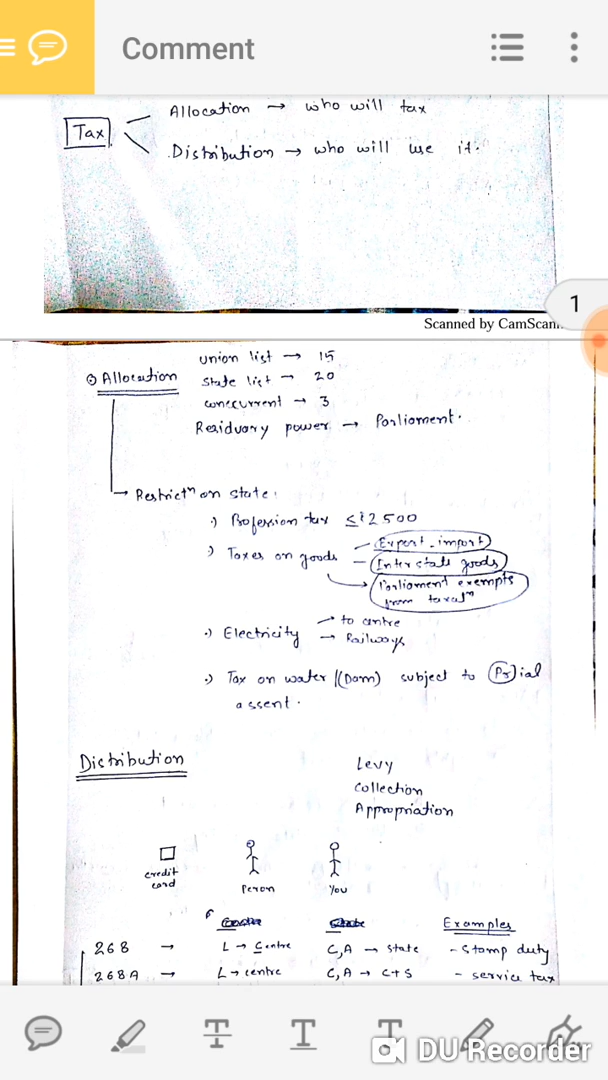 Comment
Allocation → who will tax
Tax
Distribution → who will use it.
1
Scanned by CamScan
Union list → 15
① Allocation
State list → 20
concurrent → 3
Residuary power → Parliament.
→ Restrictⁿ on state:
·) Profession tax ≤ ₹2500
·) Taxes on goods – Export – import
– Inter state goods
Parliament exempts
from taxatⁿ
·) Electricity → to centre
→ Railways
·) Tax on water /(Dam) subject to (Pr)ial
assent.
Distribution
Levy
Collection
Appropriation
credit
card
Person
You
Centre State Examples
268 → L → Centre C,A → State - Stamp duty
268A → L → centre C,A → C+S - service tax
DU Recorder